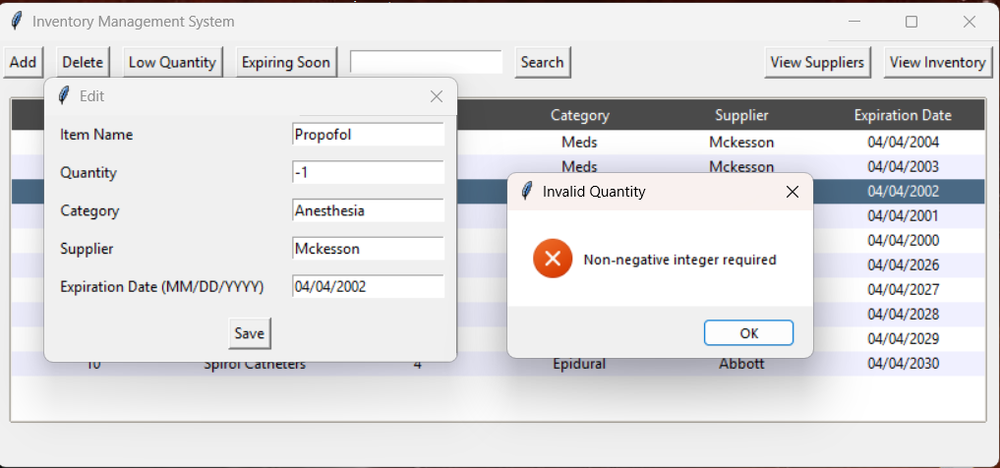 Inventory Management System
Add Delete Low Quantity Expiring Soon Search View Suppliers View Inventory
Edit
Item Name Propofol
Quantity -1
Category Anesthesia
Supplier Mckesson
Expiration Date (MM/DD/YYYY) 04/04/2002
Save
Category Supplier Expiration Date
Meds Mckesson 04/04/2004
Meds Mckesson 04/04/2003
04/04/2002
04/04/2001
04/04/2000
04/04/2026
04/04/2027
04/04/2028
04/04/2029
10 Spirol Catheters 4 Epidural Abbott 04/04/2030
Invalid Quantity
Non-negative integer required
OK